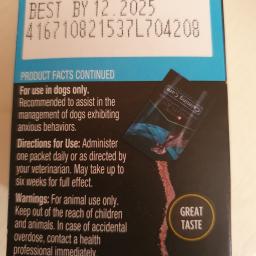 BEST BY 12.2025
416710821537L704208
PRODUCT FACTS CONTINUED
For use in dogs only.
Recommended to assist in the
management of dogs exhibiting
anxious behaviors.
Directions for Use: Administer
one packet daily or as directed by
your veterinarian. May take up to
six weeks for full effect.
Warnings: For animal use only.
Keep out of the reach of children
and animals. In case of accidental
overdose, contact a health
professional immediately.
GREAT
TASTE